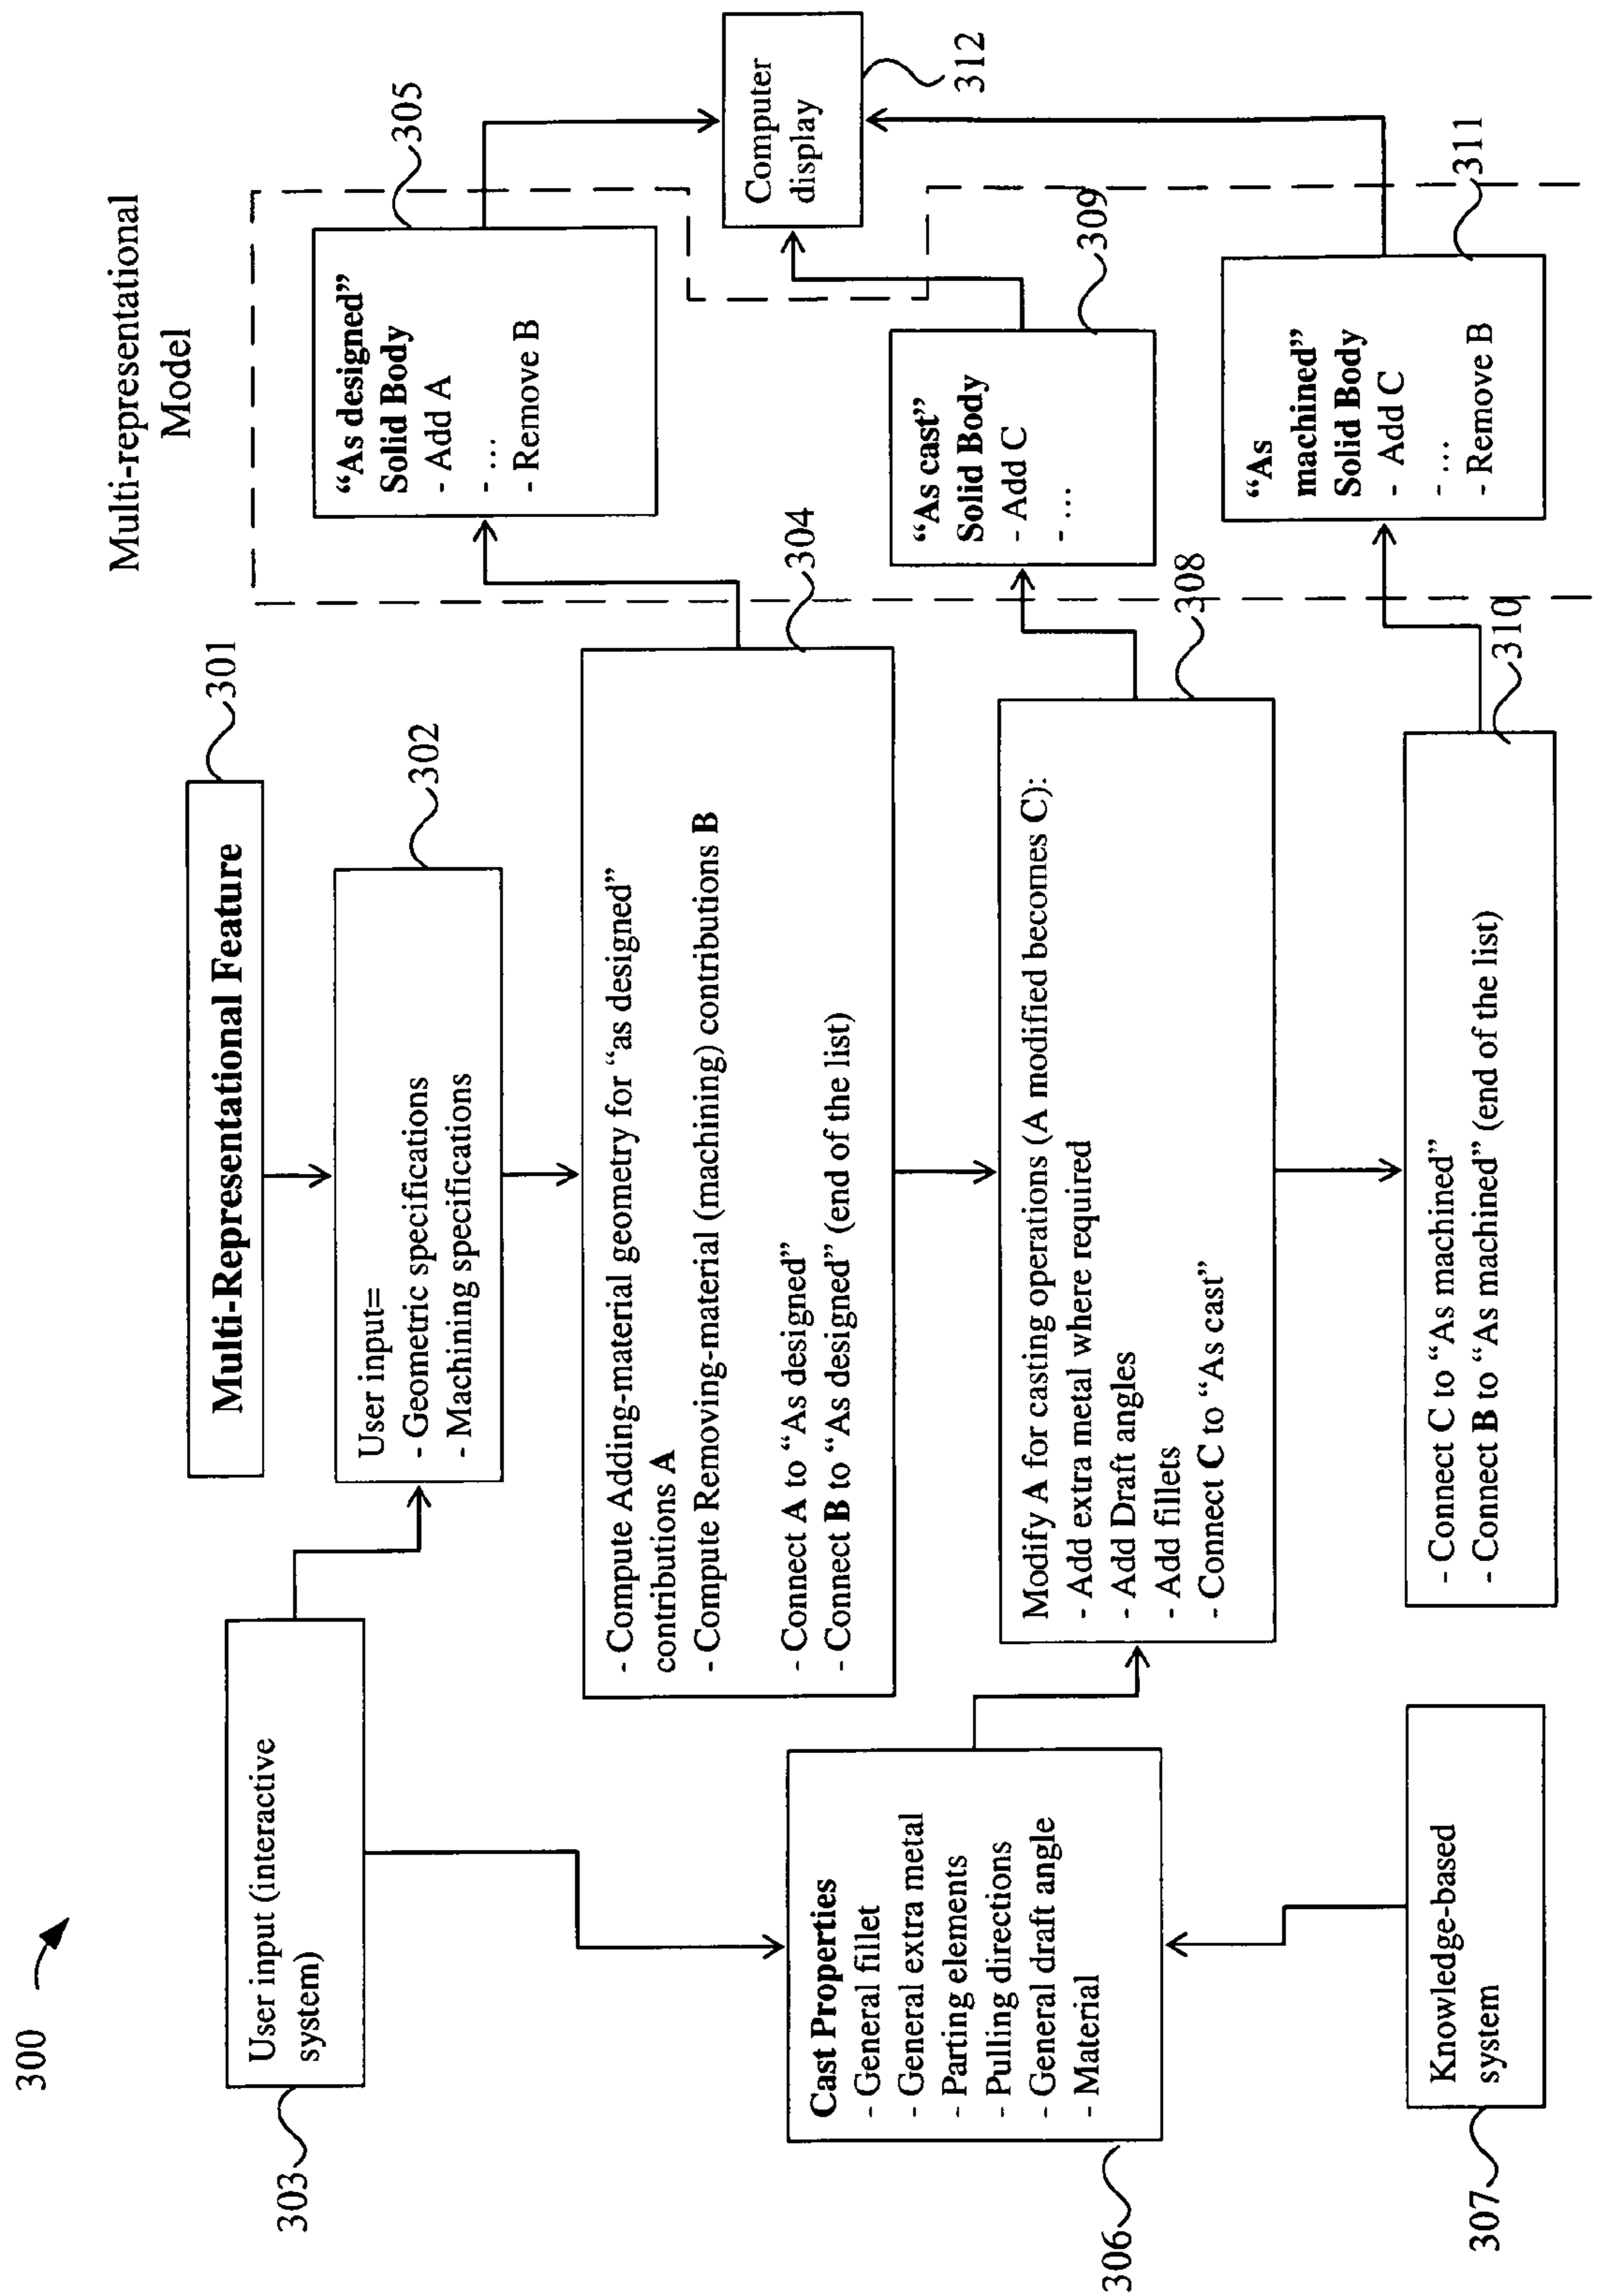 300
Multi-representational
Model
Multi-Representational Feature
301
User input (interactive
system)
303
User input=
- Geometric specifications
- Machining specifications
302
- Compute Adding-material geometry for “as designed”
contributions A
- Compute Removing-material (machining) contributions B
- Connect A to “As designed”
- Connect B to “As designed” (end of the list)
304
“As designed”
Solid Body
- Add A
- …
- Remove B
305
Computer
display
312
Cast Properties
- General fillet
- General extra metal
- Parting elements
- Pulling directions
- General draft angle
- Material
306
Modify A for casting operations (A modified becomes C):
- Add extra metal where required
- Add Draft angles
- Add fillets
- Connect C to “As cast”
308
“As cast”
Solid Body
- Add C
- …
309
Knowledge-based
system
307
- Connect C to “As machined”
- Connect B to “As machined” (end of the list)
310
“As
machined”
Solid Body
- Add C
- …
- Remove B
311